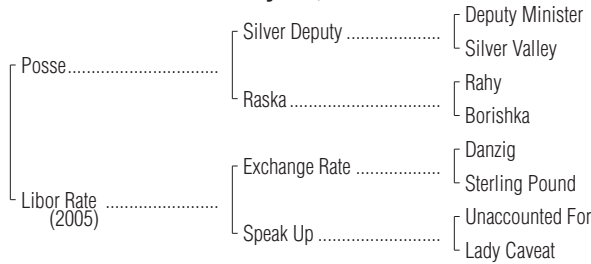 Deputy Minister
Silver Deputy ....................
Silver Valley
Posse................................
Rahy
Raska ................................
Borishka
Danzig
Exchange Rate ..................
Sterling Pound
Libor Rate ........................
(2005)
Unaccounted For
Speak Up ..........................
Lady Caveat